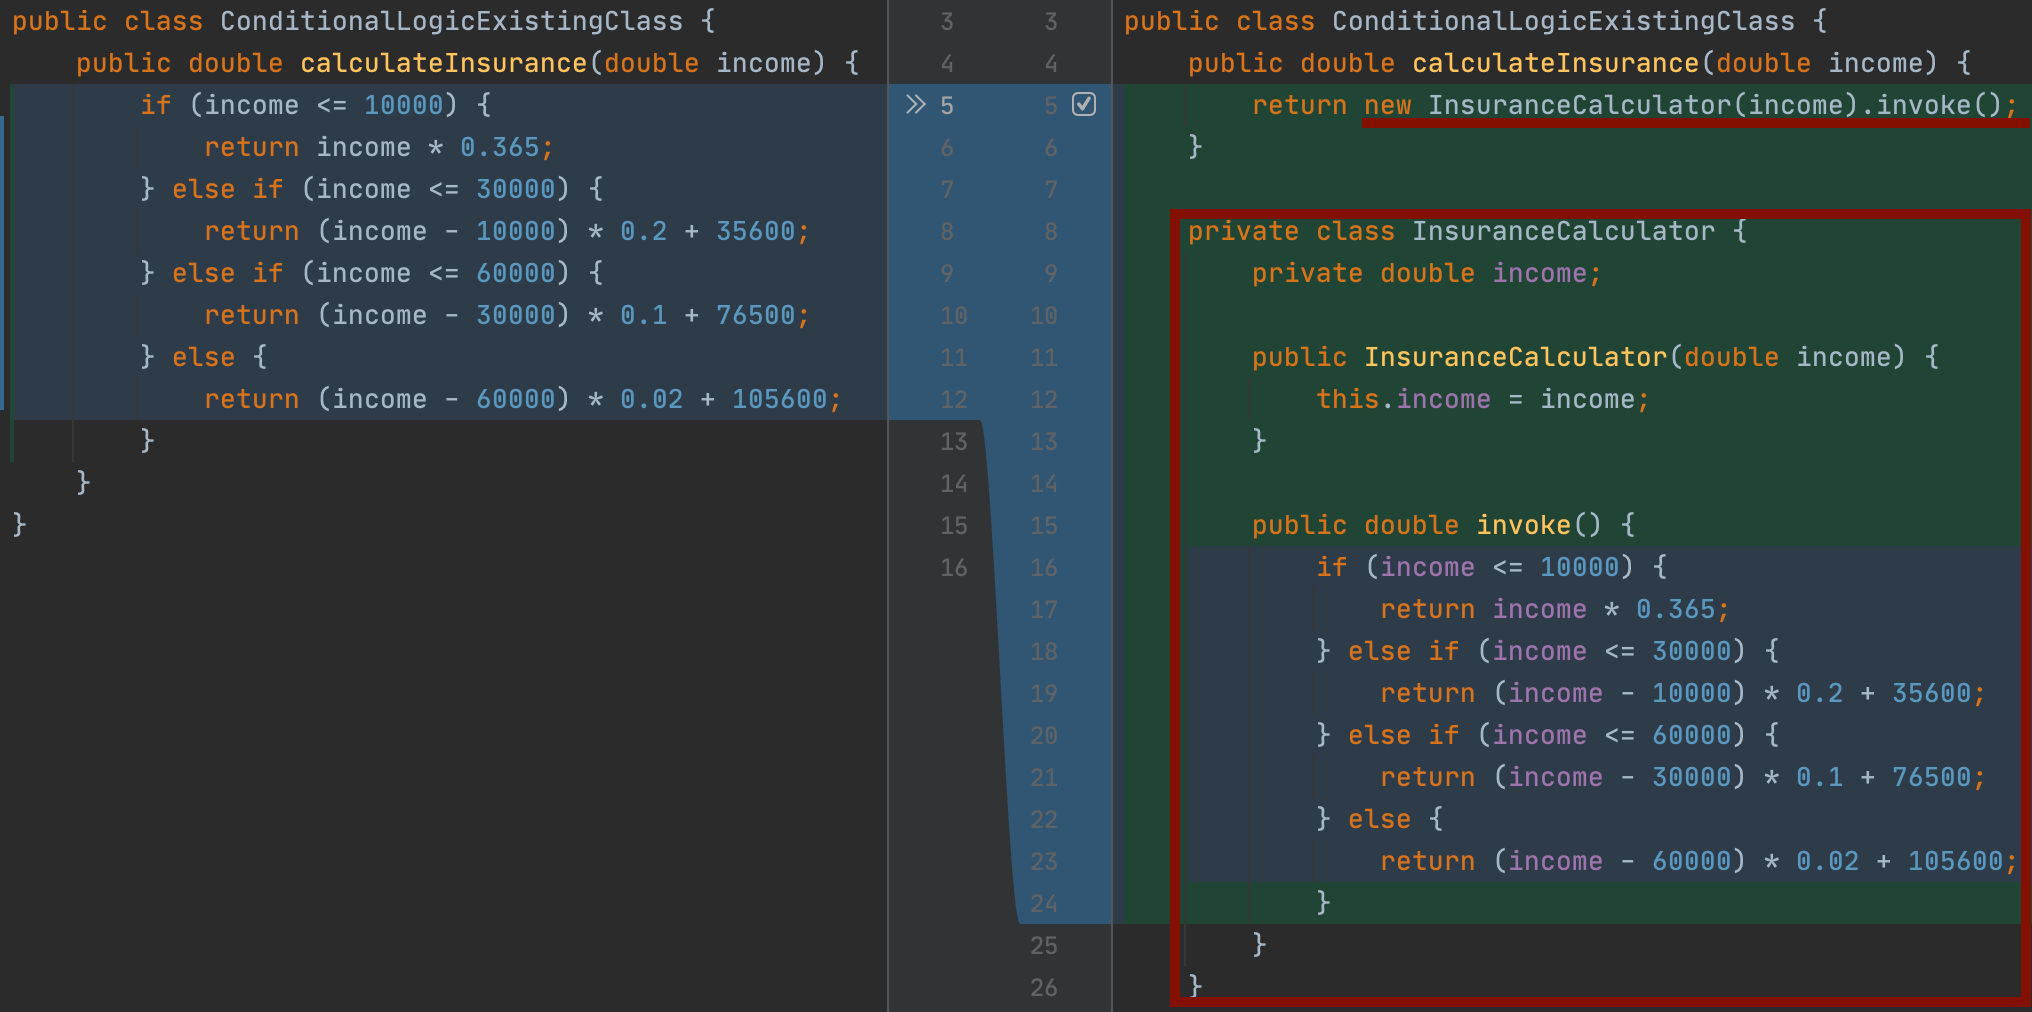 public class ConditionalLogicExistingClass {
    public double calculateInsurance(double income) {
        if (income <= 10000) {
            return income * 0.365;
        } else if (income <= 30000) {
            return (income - 10000) * 0.2 + 35600;
        } else if (income <= 60000) {
            return (income - 30000) * 0.1 + 76500;
        } else {
            return (income - 60000) * 0.02 + 105600;
        }
    }
}
3
4
5
6
7
8
9
10
11
12
13
14
15
16
3
4
5
6
7
8
9
10
11
12
13
14
15
16
17
18
19
20
21
22
23
24
25
26
public class ConditionalLogicExistingClass {
    public double calculateInsurance(double income) {
        return new InsuranceCalculator(income).invoke();
    }
    private class InsuranceCalculator {
        private double income;
        public InsuranceCalculator(double income) {
            this.income = income;
        }
        public double invoke() {
            if (income <= 10000) {
                return income * 0.365;
            } else if (income <= 30000) {
                return (income - 10000) * 0.2 + 35600;
            } else if (income <= 60000) {
                return (income - 30000) * 0.1 + 76500;
            } else {
                return (income - 60000) * 0.02 + 105600;
            }
        }
    }